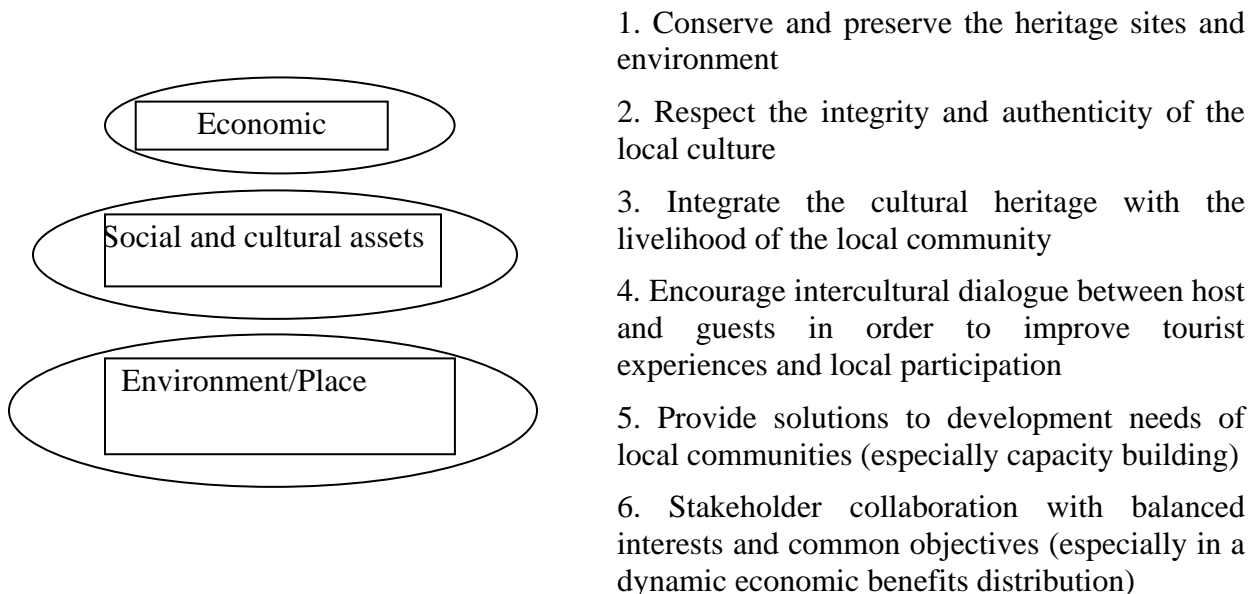 Economic
Social and cultural assets
Environment/Place
1. Conserve and preserve the heritage sites and
environment
2. Respect the integrity and authenticity of the
local culture
3. Integrate the cultural heritage with the
livelihood of the local community
4. Encourage intercultural dialogue between host
and guests in order to improve tourist
experiences and local participation
5. Provide solutions to development needs of
local communities (especially capacity building)
6. Stakeholder collaboration with balanced
interests and common objectives (especially in a
dynamic economic benefits distribution)